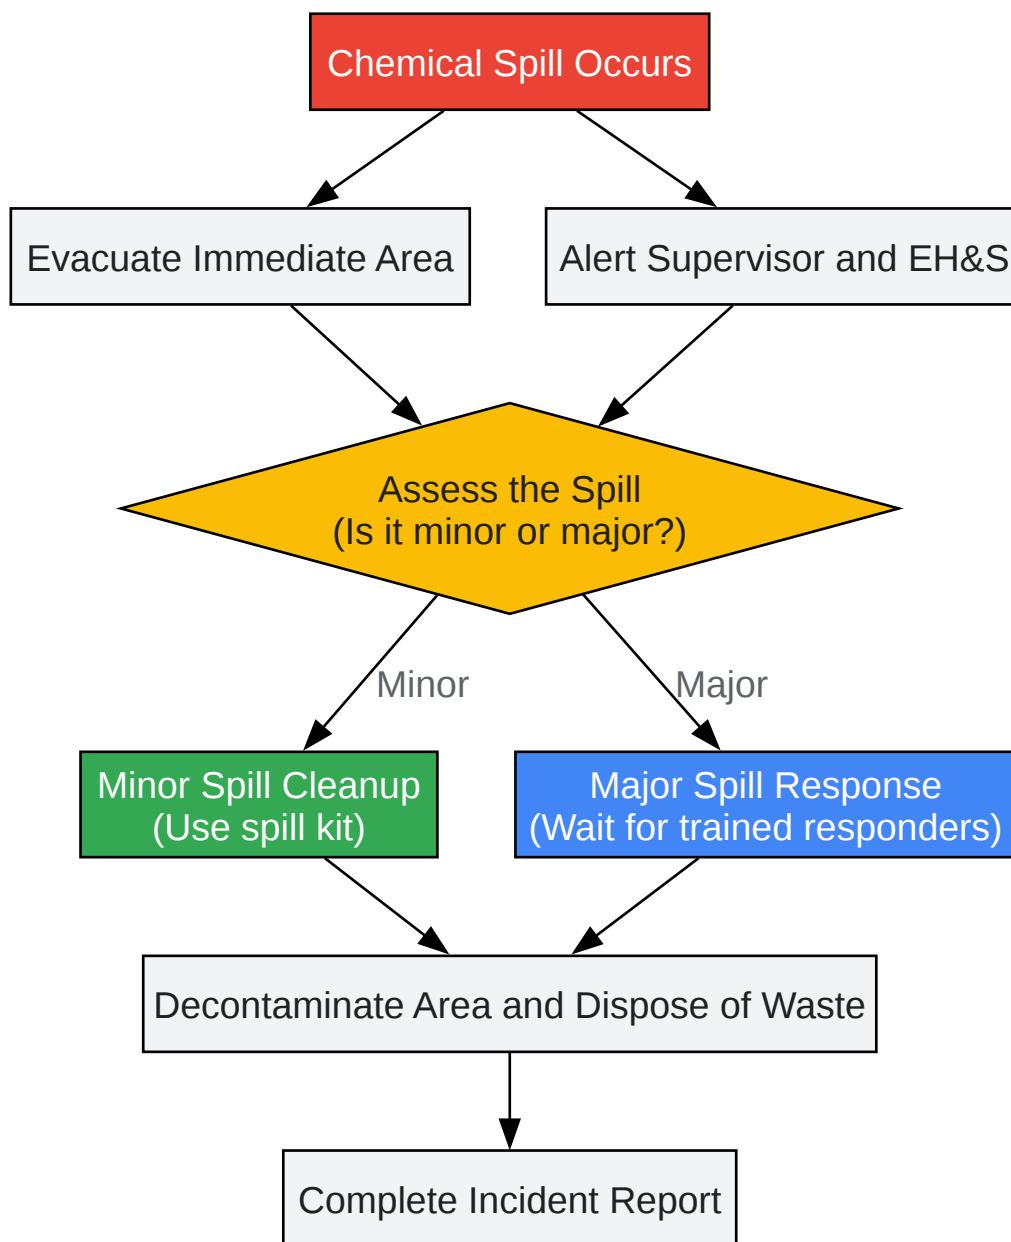 Chemical Spill Occurs
Evacuate Immediate Area
Alert Supervisor and EH&S
Assess the Spill
(Is it minor or major?)
Minor
Major
Minor Spill Cleanup
(Use spill kit)
Major Spill Response
(Wait for trained responders)
Decontaminate Area and Dispose of Waste
Complete Incident Report